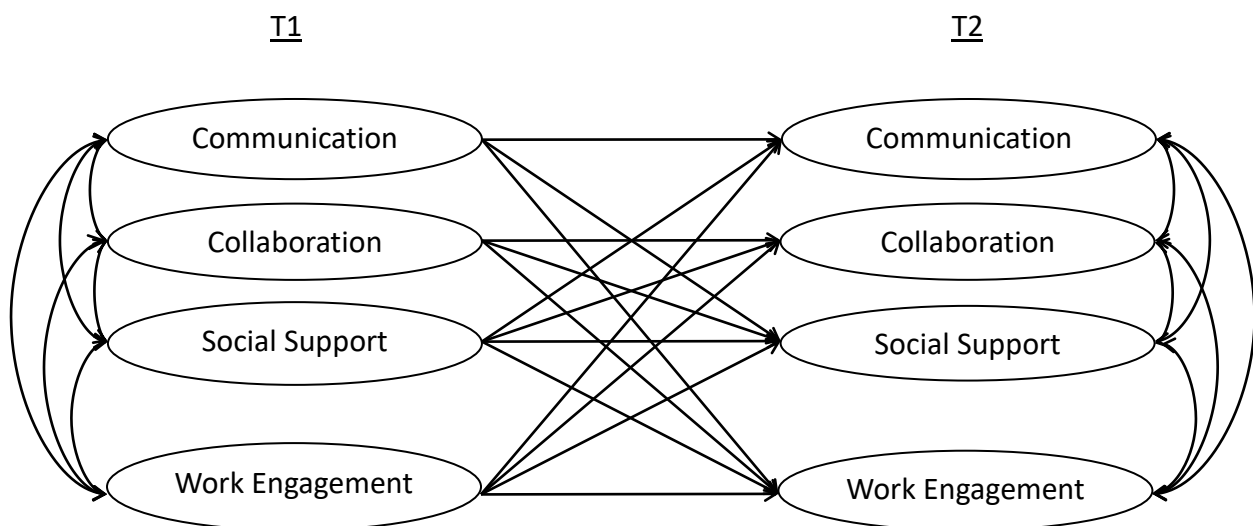 T1 T2
Communication Communication
Collaboration Collaboration
Social Support Social Support
Work Engagement Work Engagement